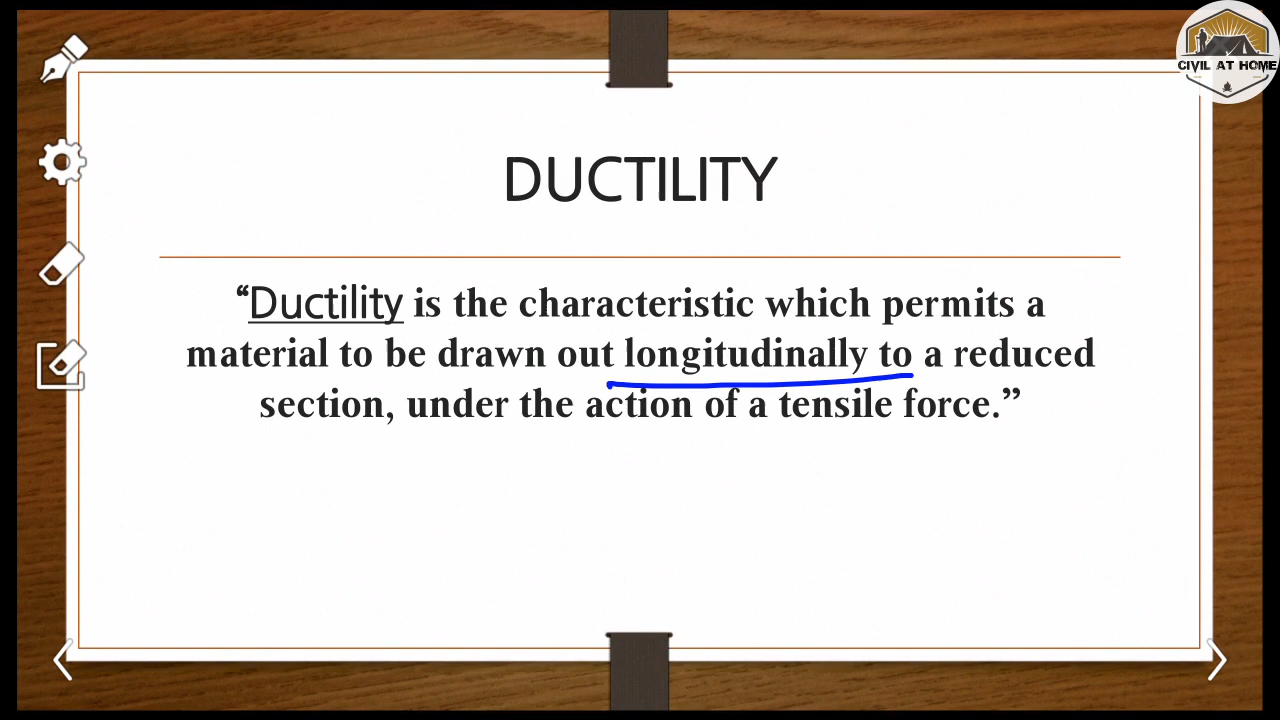 CIVIL AT HOME
DUCTILITY
“Ductility is the characteristic which permits a
material to be drawn out longitudinally to a reduced
section, under the action of a tensile force.”